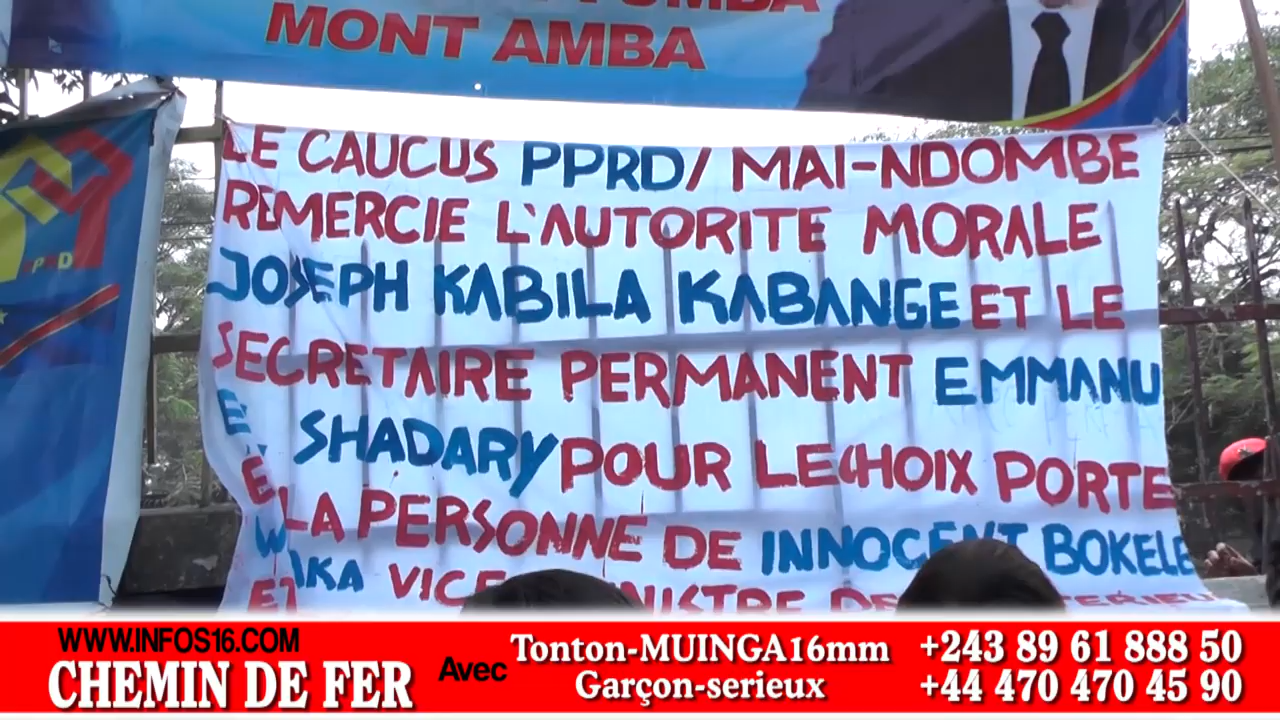 MONT AMBA
LE CAUCUS PPRD/ MAI-NDOMBE
REMERCIE L'AUTORITE MORALE
JOSEPH KABILA KABANGE ET LE
SECRETAIRE PERMANENT EMMANU
E SHADARY POUR LE CHOIX PORTE
LA PERSONNE DE INNOCENT BOKELE
VICE
WWW.INFOS16.COM
CHEMIN DE FER
Avec
Tonton-MUINGA16mm
Garçon-serieux
+243 89 61 888 50
+44 470 470 45 90